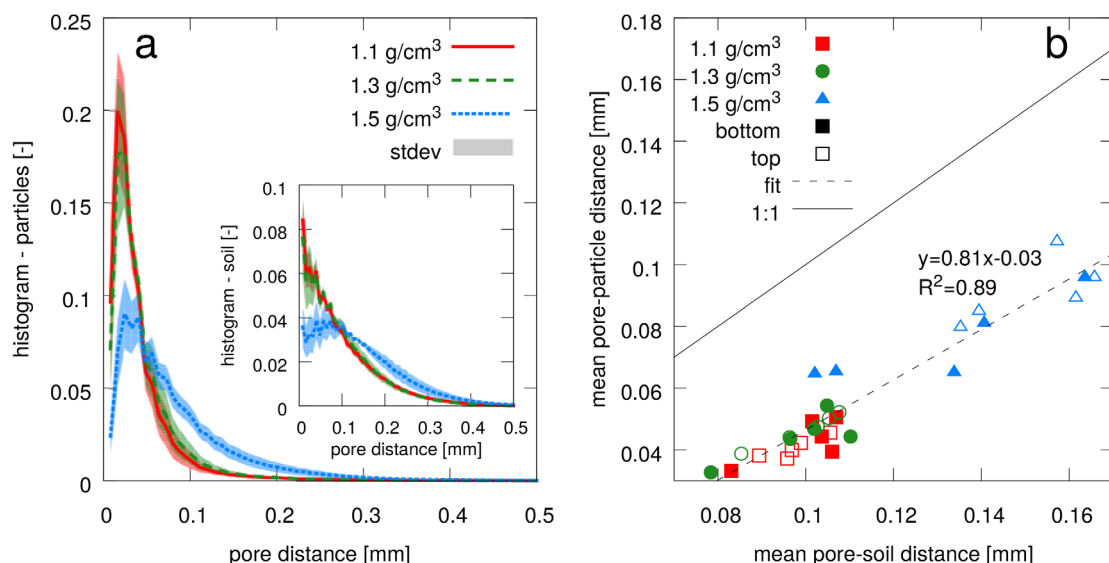 a
histogram - particles [-]
0.25
0.2
0.15
0.1
0.05
0
0
0.1
0.2
0.3
0.4
0.5
pore distance [mm]
1.1 g/cm³
1.3 g/cm³
1.5 g/cm³
stdev
histogram - soil [-]
0.1
0.08
0.06
0.04
0.02
0
0
0.1
0.2
0.3
0.4
0.5
pore distance [mm]
b
mean pore-particle distance [mm]
0.18
0.16
0.14
0.12
0.1
0.08
0.06
0.04
0.08
0.1
0.12
0.14
0.16
mean pore-soil distance [mm]
1.1 g/cm³
1.3 g/cm³
1.5 g/cm³
bottom
top
fit
1:1
y=0.81x-0.03
R²=0.89